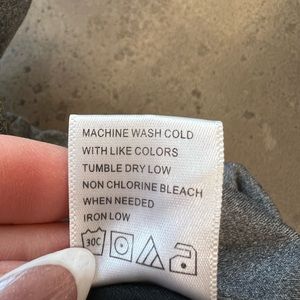 MACHINE WASH COLD
WITH LIKE COLORS
TUMBLE DRY LOW
NON CHLORINE BLEACH
WHEN NEEDED
IRON LOW
30C